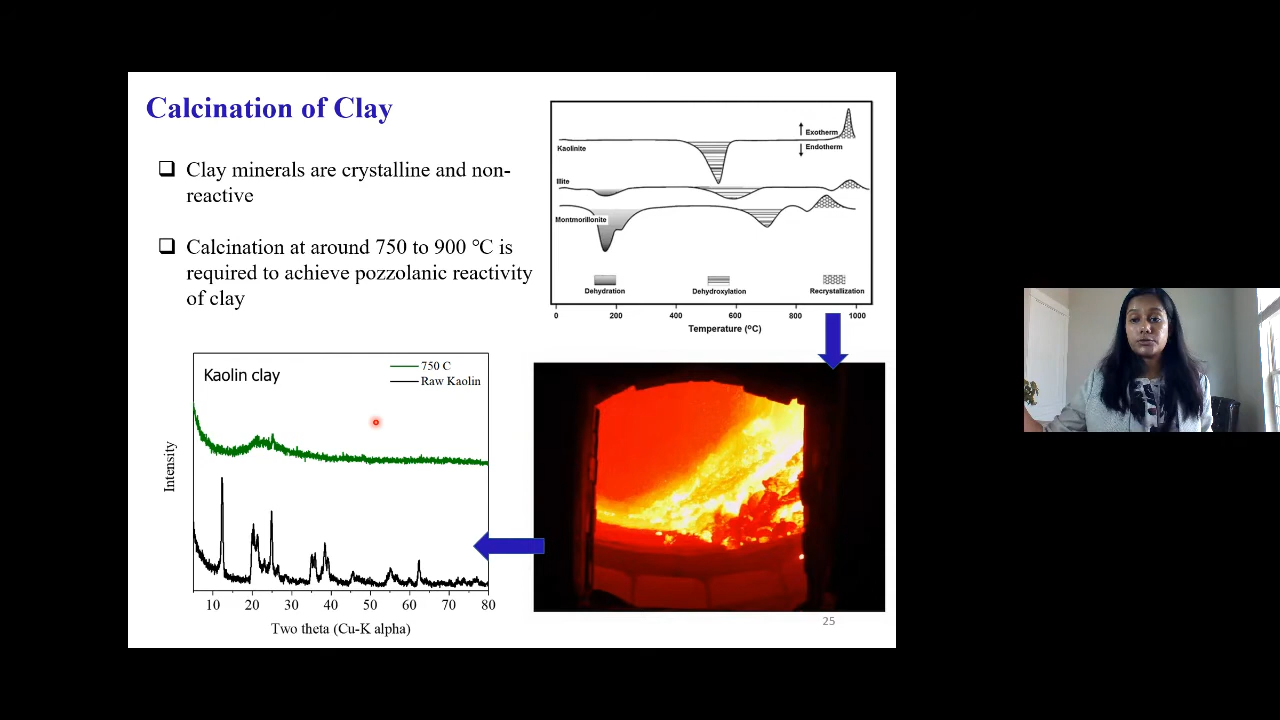 Calcination of Clay
Clay minerals are crystalline and non-
reactive
Calcination at around 750 to 900 ℃ is
required to achieve pozzolanic reactivity
of clay
Exotherm
Endotherm
Kaolinite
Illite
Montmorillonite
Dehydration
Dehydroxylation
Recrystallization
0 200 400 600 800 1000
Temperature (ºC)
Kaolin clay
750 C
Raw Kaolin
Intensity
10 20 30 40 50 60 70 80
Two theta (Cu-K alpha)
25